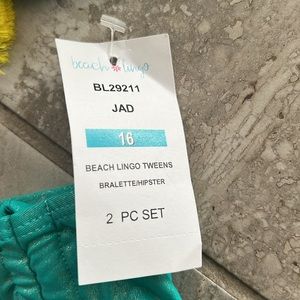 beach lingo
BL29211
JAD
16
BEACH LINGO TWEENS
BRALETTE/HIPSTER
2 PC SET